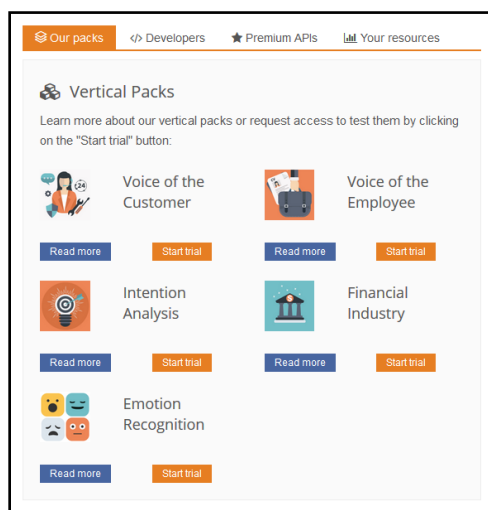 Our packs </> Developers Premium APIs Your resources
Vertical Packs
Learn more about our vertical packs or request access to test them by clicking
on the "Start trial" button:
Voice of the
Customer
Read more Start trial
Voice of the
Employee
Read more Start trial
Intention
Analysis
Read more Start trial
Financial
Industry
Read more Start trial
Emotion
Recognition
Read more Start trial